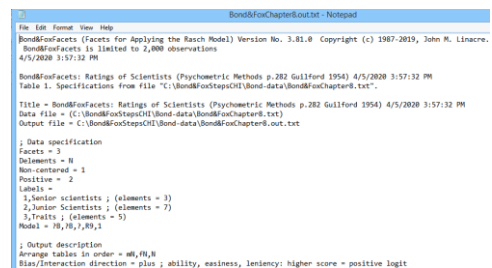 Bond&FoxChapter8.out.txt - Notepad
File Edit Format View Help
Bond&FoxFacets (Facets for Applying the Rasch Model) Version No. 3.81.0 Copyright (c) 1987-2019, John M. Linacre.
Bond&FoxFacets is limited to 2,000 observations
4/5/2020 3:57:32 PM
Bond&FoxFacets: Ratings of Scientists (Psychometric Methods p.282 Guilford 1954) 4/5/2020 3:57:32 PM
Table 1. Specifications from file "C:\Bond&FoxStepsCHI\Bond-data\Bond&FoxChapter8.txt".
Title = Bond&FoxFacets: Ratings of Scientists (Psychometric Methods p.282 Guilford 1954) 4/5/2020 3:57:32 PM
Data file = (C:\Bond&FoxStepsCHI\Bond-data\Bond&FoxChapter8.txt)
Output file = C:\Bond&FoxStepsCHI\Bond-data\Bond&FoxChapter8.out.txt
; Data specification
Facets = 3
Delements = N
Non-centered = 1
Positive = 2
Labels =
1,Senior scientists ; (elements = 3)
2,Junior Scientists ; (elements = 7)
3,Traits ; (elements = 5)
Model = ?B,?B,?,R9,1
; Output description
Arrange tables in order = mN,fN,N
Bias/Interaction direction = plus ; ability, easiness, leniency: higher score = positive logit